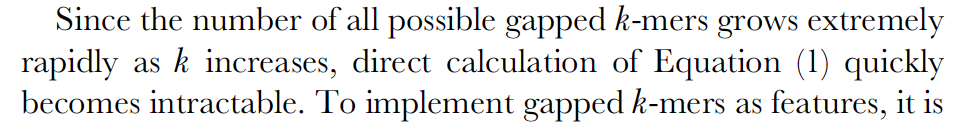 Since the number of all possible gapped k-mers grows extremely
rapidly as k increases, direct calculation of Equation (1) quickly
becomes intractable. To implement gapped k-mers as features, it is